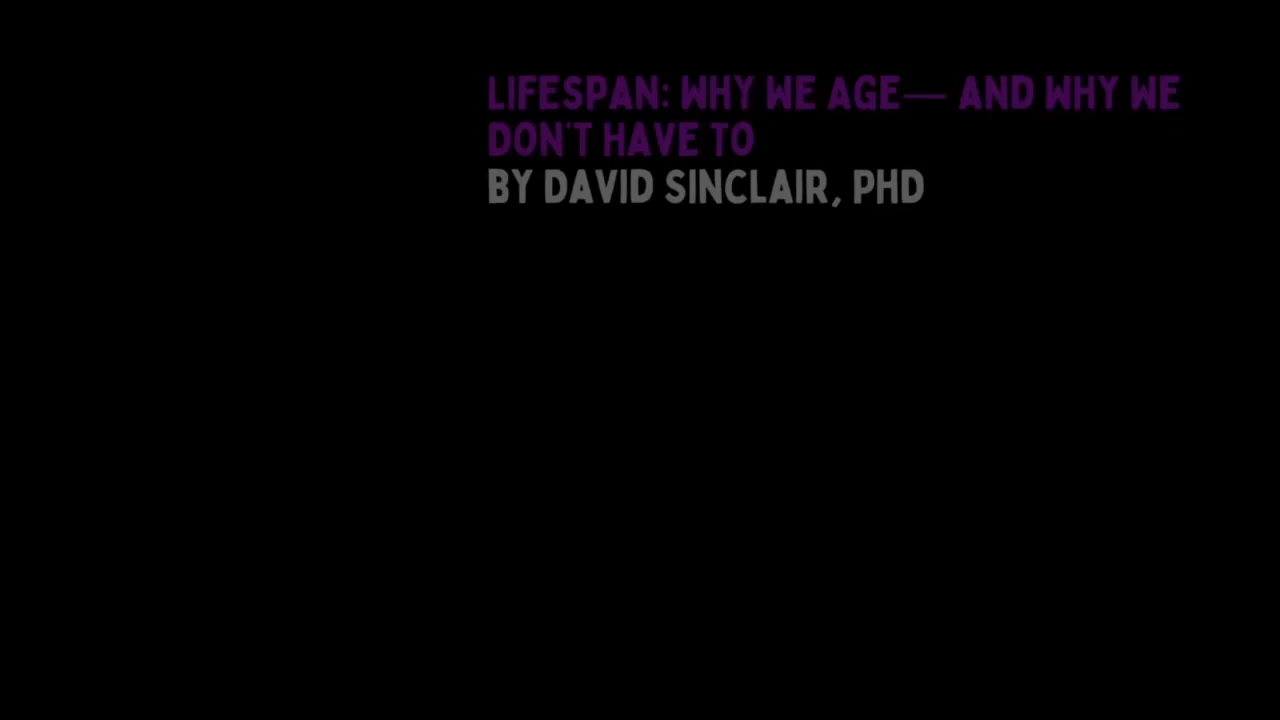 LIFESPAN: WHY WE AGE— AND WHY WE
DON'T HAVE TO
BY DAVID SINCLAIR, PHD